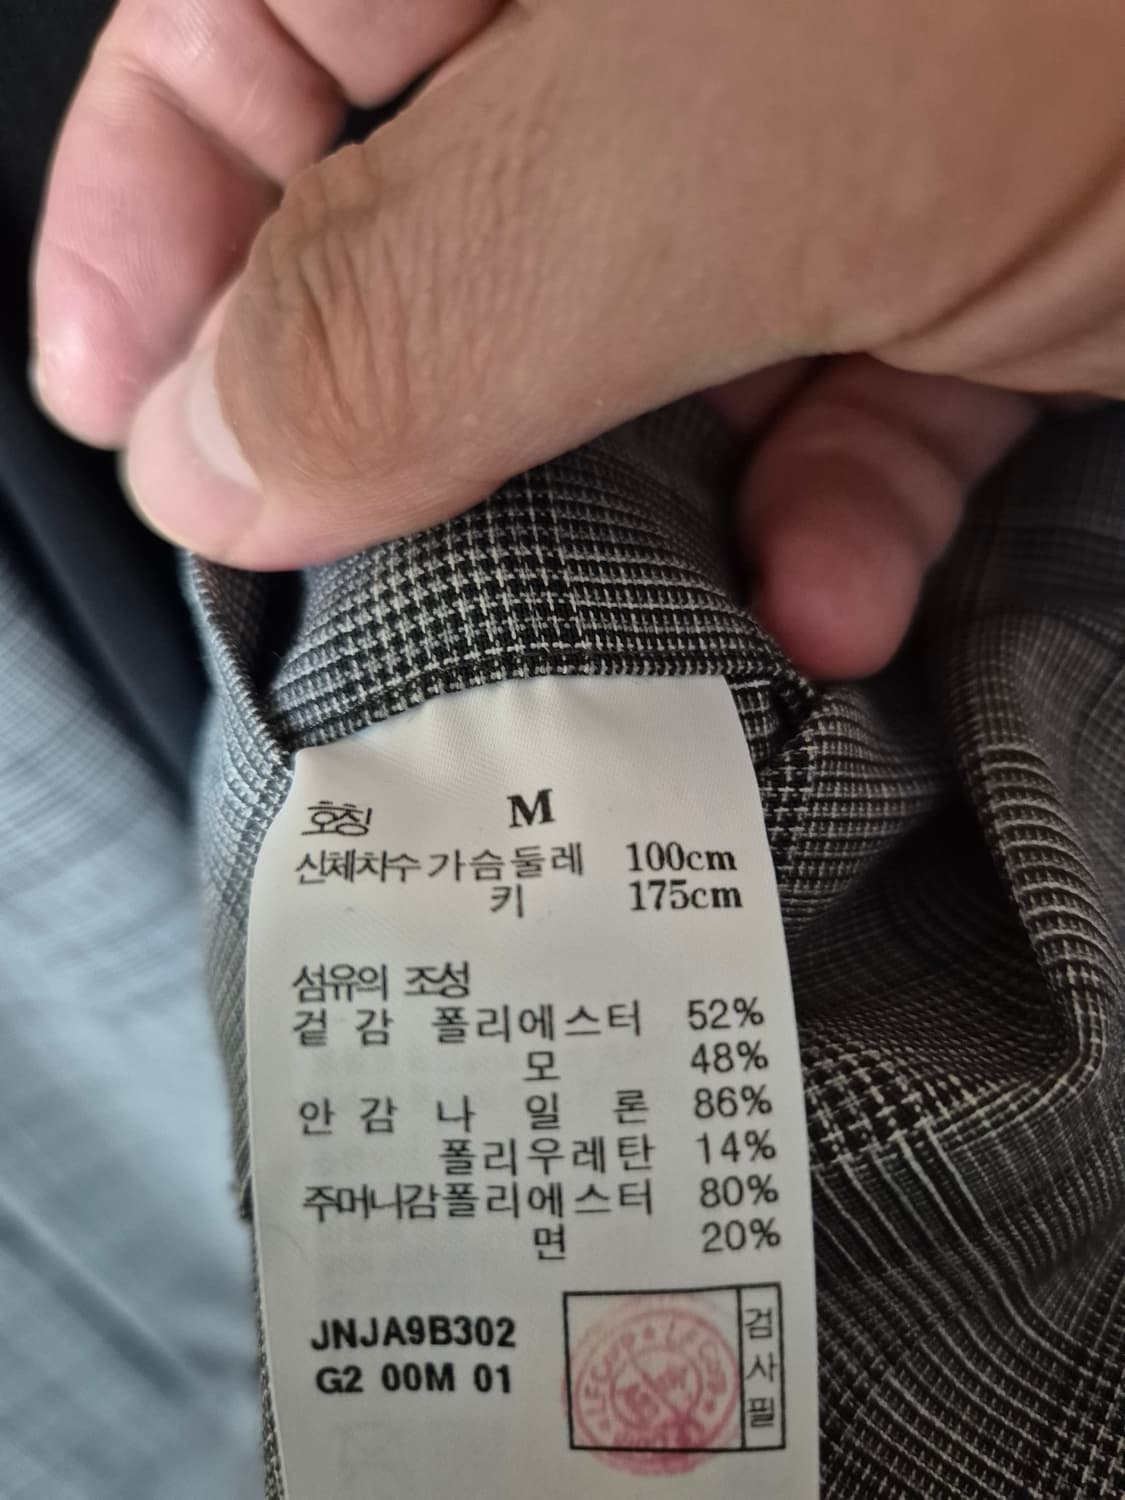 호칭 M
신체치수 가슴둘레 100cm
키 175cm
섬유의 조성
겉감 폴리에스터 52%
모 48%
안감 나일론 86%
폴리우레탄 14%
주머니감 폴리에스터 80%
면 20%
JNJA9B302
G2 00M 01
검사필